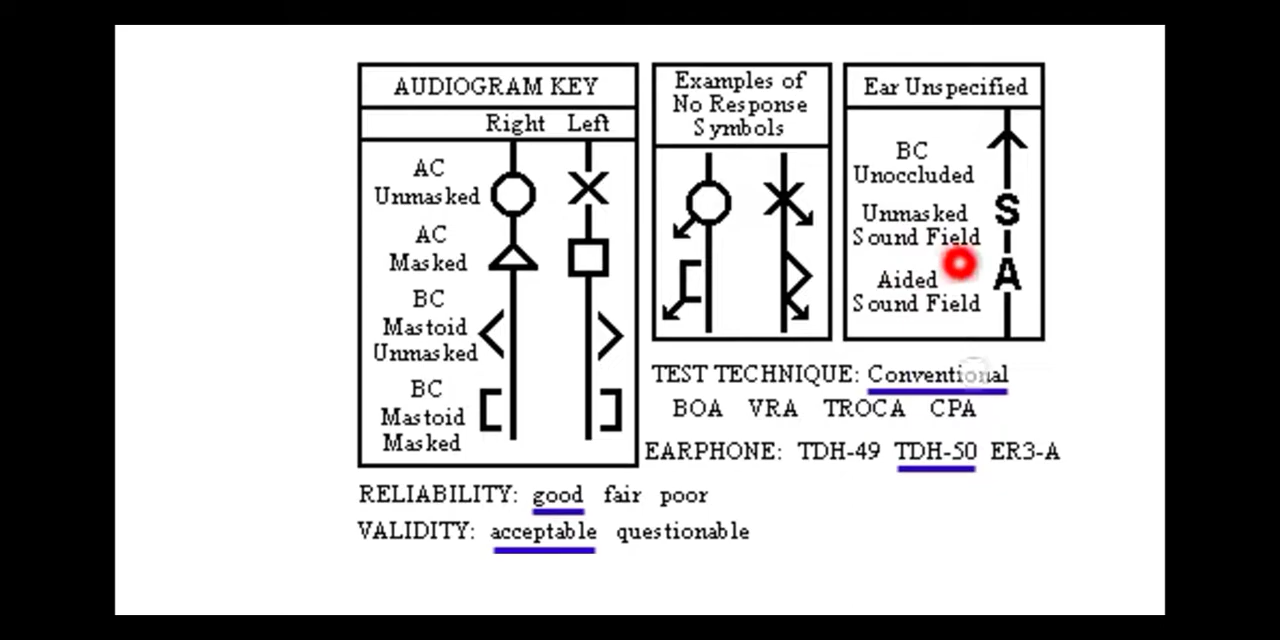 AUDIOGRAM KEY
Right Left
AC
Unmasked
AC
Masked
BC
Mastoid
Unmasked
BC
Mastoid
Masked
Examples of
No Response
Symbols
Ear Unspecified
BC
Unoccluded
Unmasked
Sound Field
S
Aided
Sound Field
A
TEST TECHNIQUE: Conventional
BOA VRA TROCA CPA
EARPHONE: TDH-49 TDH-50 ER3-A
RELIABILITY: good fair poor
VALIDITY: acceptable questionable